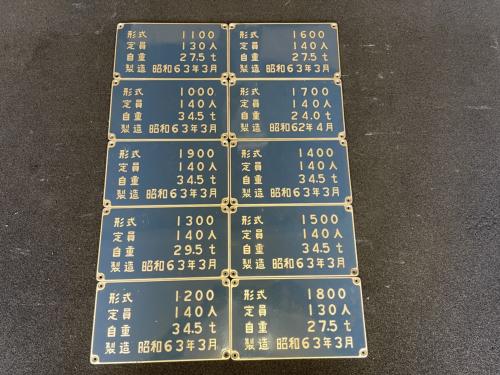 形式 1100
定員 130人
自重 27.5t
製造 昭和63年3月
形式 1600
定員 140人
自重 27.5t
製造 昭和63年3月
形式 1000
定員 140人
自重 34.5t
製造 昭和63年3月
形式 1700
定員 140人
自重 24.0t
製造 昭和62年4月
形式 1900
定員 140人
自重 34.5t
製造 昭和63年3月
形式 1400
定員 140人
自重 34.5t
製造 昭和63年3月
形式 1300
定員 140人
自重 29.5t
製造 昭和63年3月
形式 1500
定員 140人
自重 34.5t
製造 昭和63年3月
形式 1200
定員 140人
自重 34.5t
製造 昭和63年3月
形式 1800
定員 130人
自重 27.5t
製造 昭和63年3月